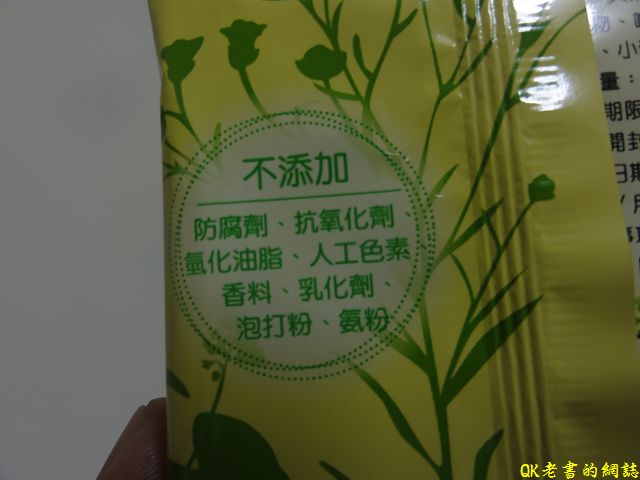 不添加
防腐劑、抗氧化劑、
氫化油脂、人工色素、
香料、乳化劑、
泡打粉、氨粉
、小
量：
期限
開封
日期
QK老書的網誌